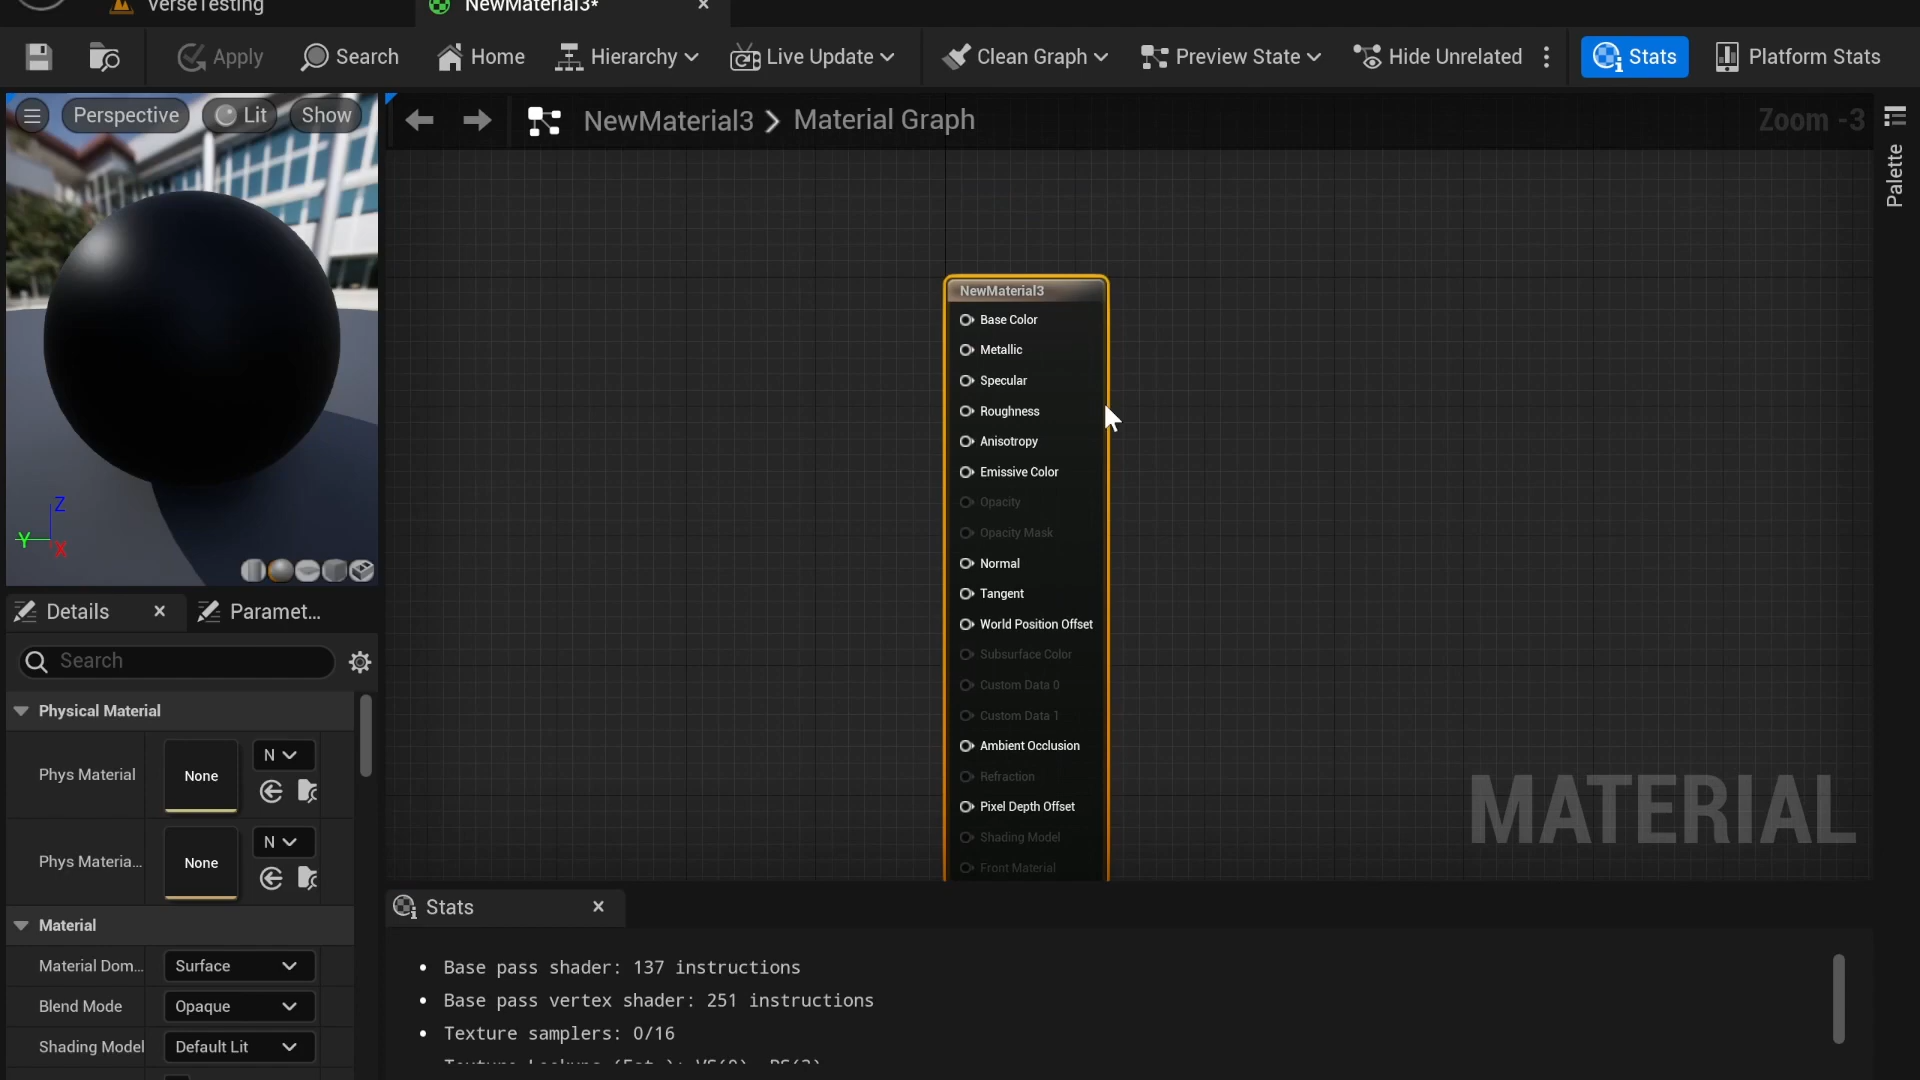 VerseTesting
NewMaterial3*
Apply
Search
Home
Hierarchy
Live Update
Clean Graph
Preview State
Hide Unrelated
Stats
Platform Stats
Perspective
Lit
Show
NewMaterial3
Material Graph
Zoom -3
Palette
NewMaterial3
Base Color
Metallic
Specular
Roughness
Anisotropy
Emissive Color
Opacity
Opacity Mask
Normal
Tangent
World Position Offset
Subsurface Color
Custom Data 0
Custom Data 1
Ambient Occlusion
Refraction
Pixel Depth Offset
Shading Model
Front Material
MATERIAL
Z
Y
X
Details
Paramet...
Search
Physical Material
Phys Material
None
N
Phys Materia...
None
N
Material
Material Dom...
Surface
Blend Mode
Opaque
Shading Model
Default Lit
Stats
• Base pass shader: 137 instructions
• Base pass vertex shader: 251 instructions
• Texture samplers: 0/16